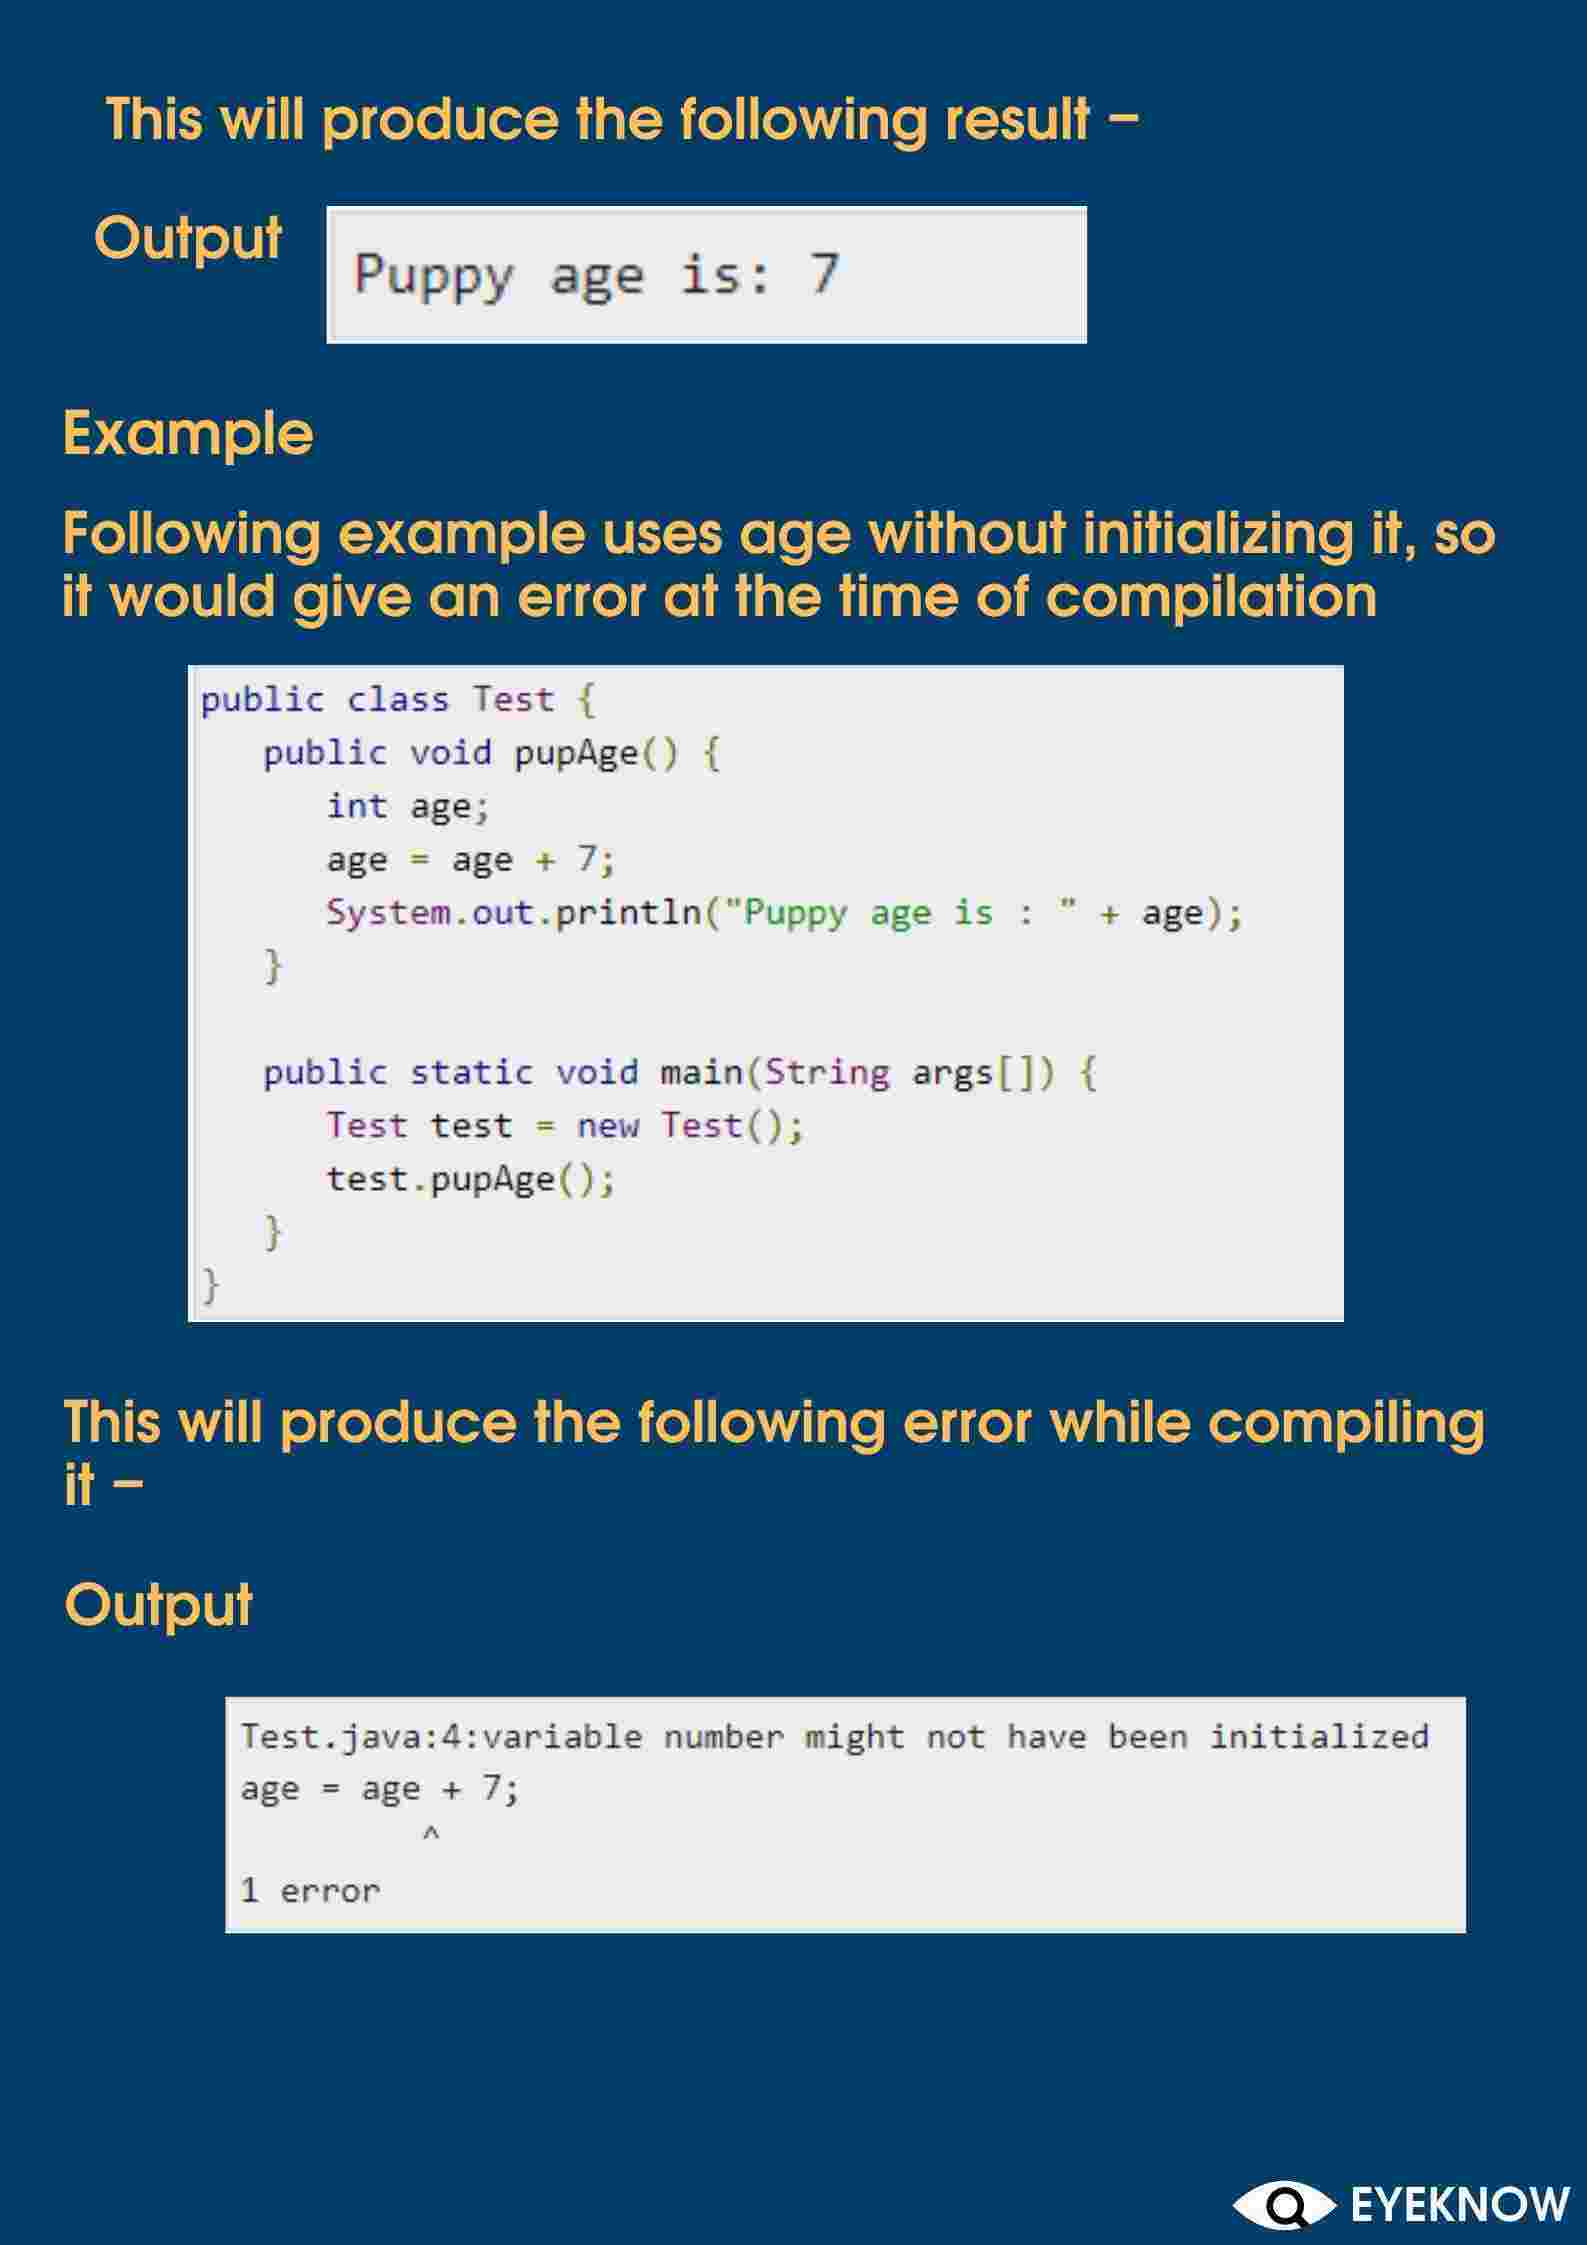 This will produce the following result –
Output
Puppy age is: 7
Example
Following example uses age without initializing it, so
it would give an error at the time of compilation
public class Test {
   public void pupAge() {
      int age;
      age = age + 7;
      System.out.println("Puppy age is : " + age);
   }

   public static void main(String args[]) {
      Test test = new Test();
      test.pupAge();
   }
}
This will produce the following error while compiling
it –
Output
Test.java:4:variable number might not have been initialized
age = age + 7;
         ^
1 error
EYEKNOW